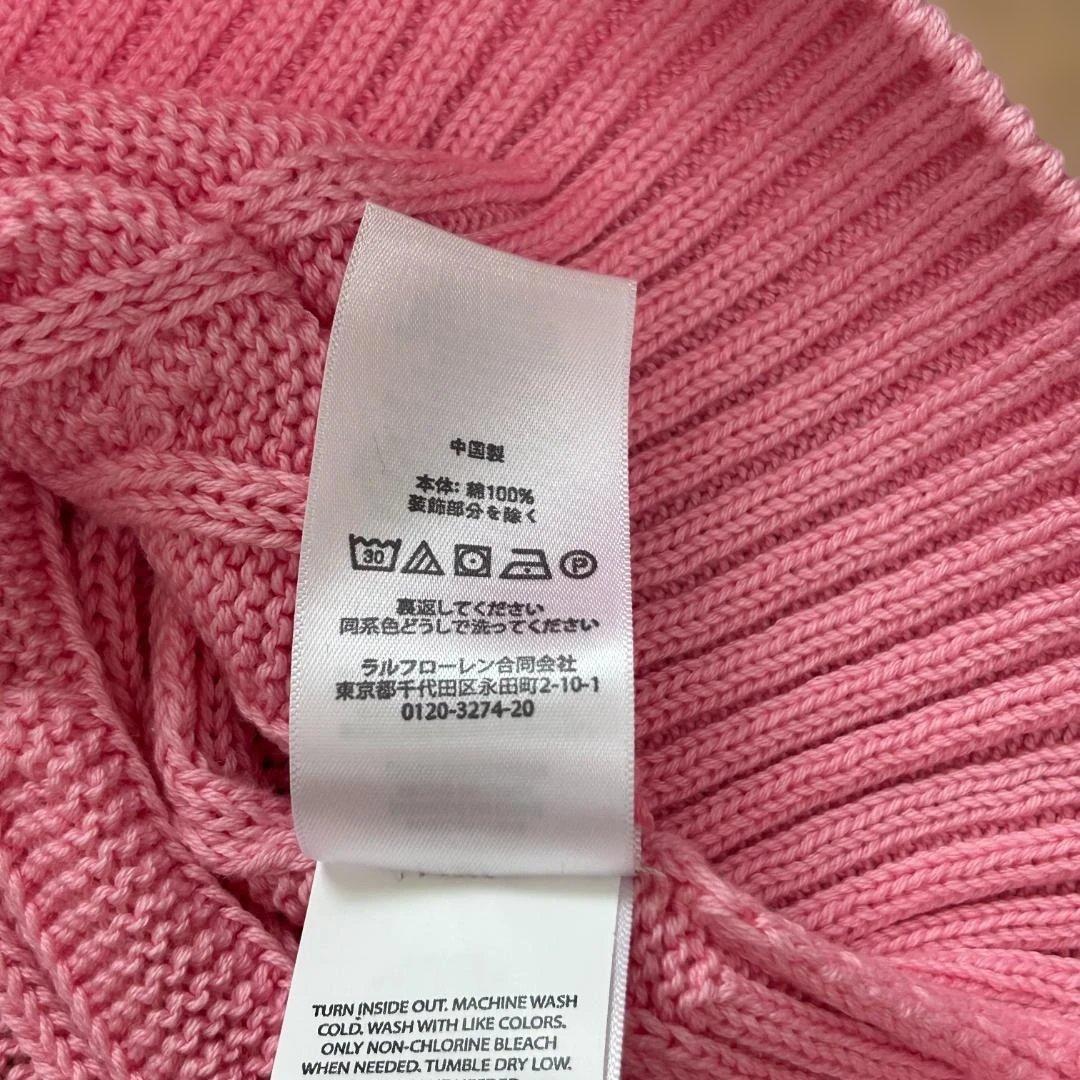 中国製
本体: 綿100%
装飾部分を除く
30 P
裏返してください
同系色どうしで洗ってください
ラルフローレン合同会社
東京都千代田区永田町2-10-1
0120-3274-20
TURN INSIDE OUT. MACHINE WASH
COLD. WASH WITH LIKE COLORS.
ONLY NON-CHLORINE BLEACH
WHEN NEEDED. TUMBLE DRY LOW.